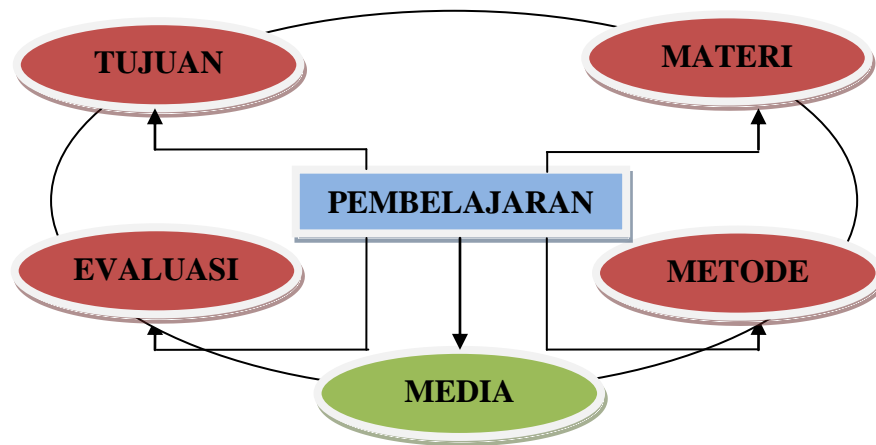 TUJUAN
MATERI
PEMBELAJARAN
EVALUASI
METODE
MEDIA